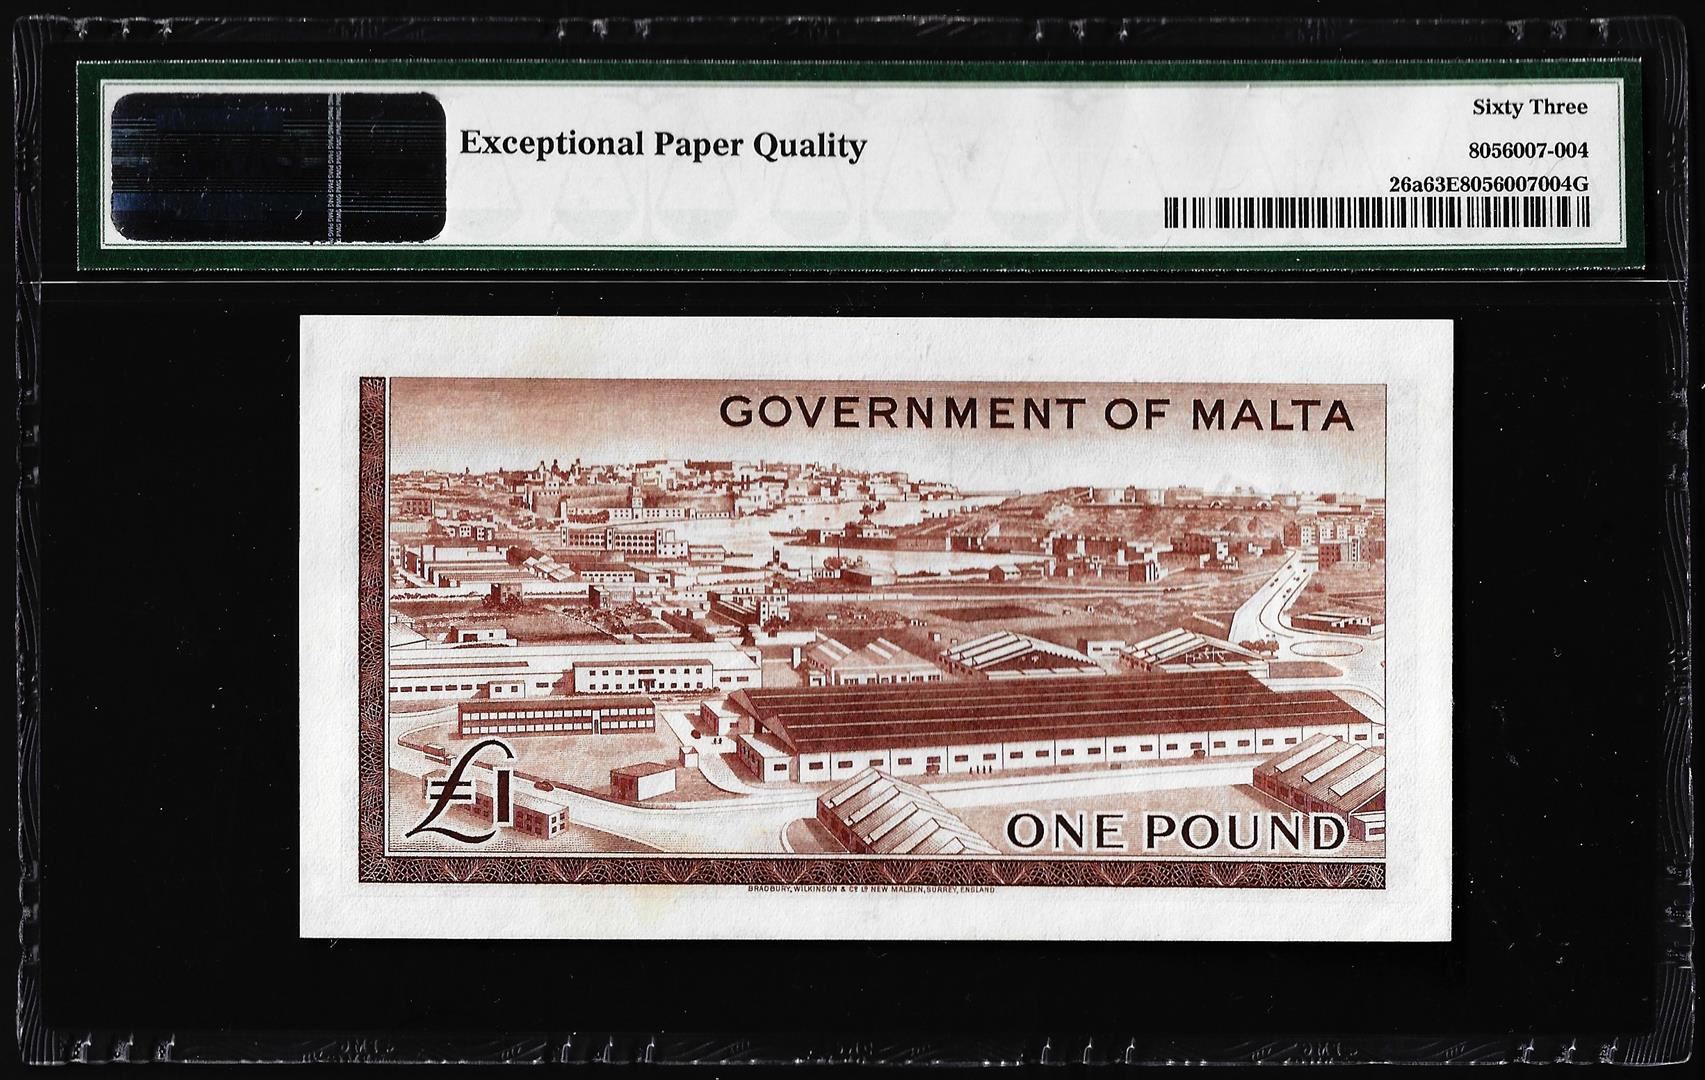 Exceptional Paper Quality
Sixty Three
8056007-004
26a63E8056007004G
GOVERNMENT OF MALTA
£1
ONE POUND
BRADBURY, WILKINSON & Cº Lº NEW MALDEN, SURREY, ENGLAND